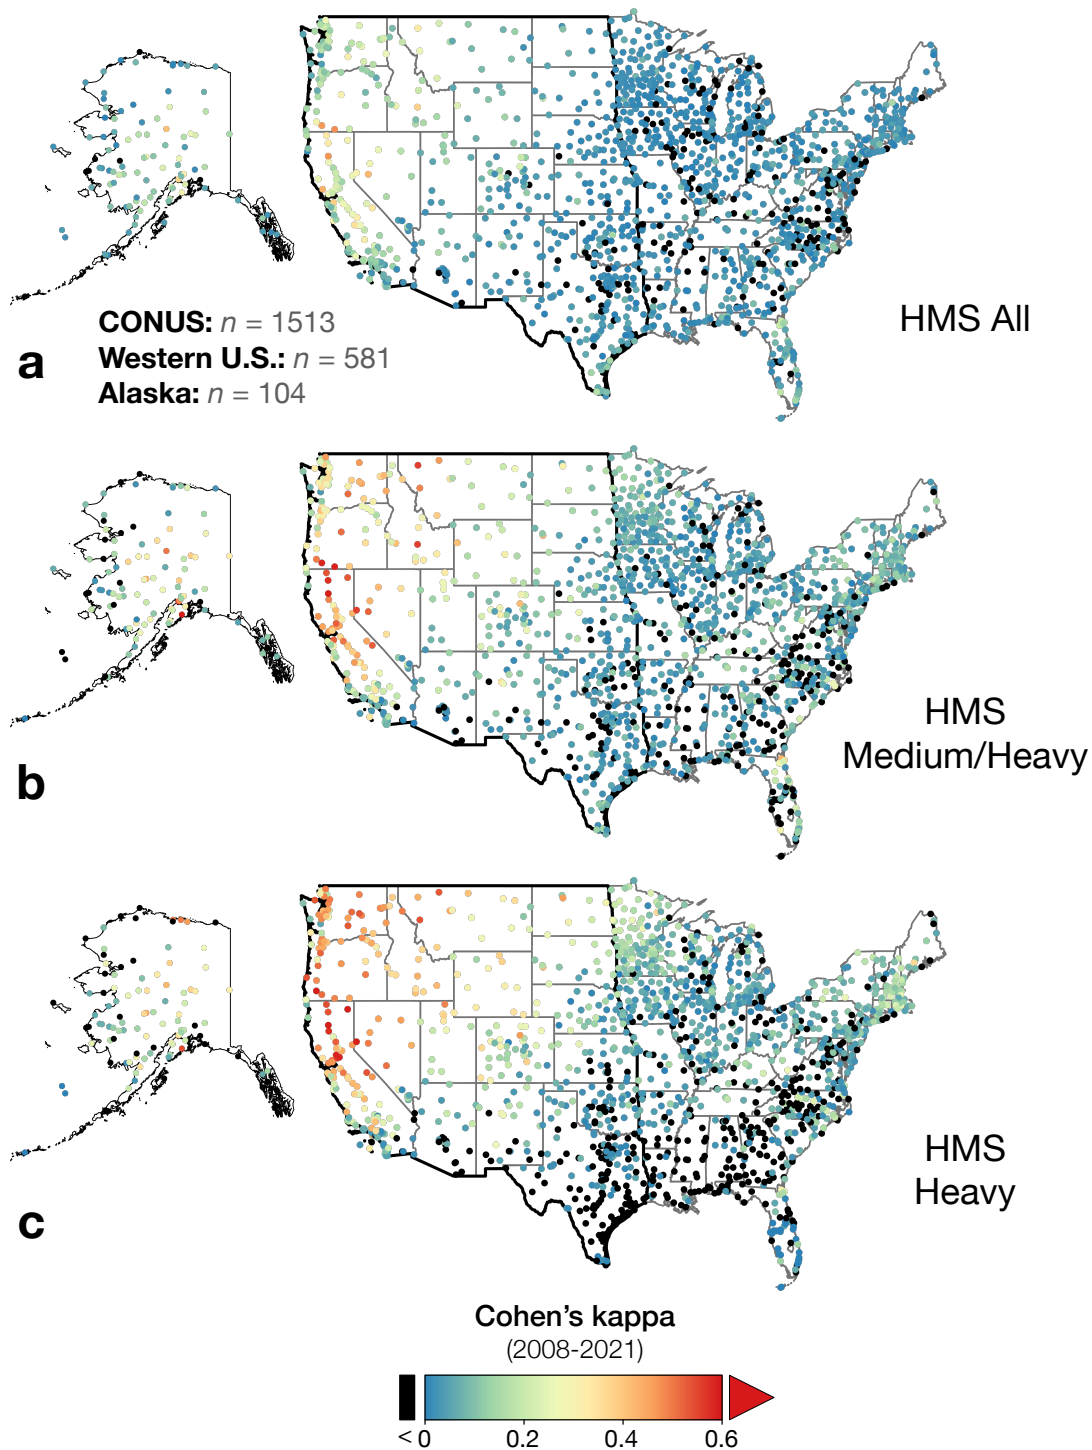 HMS All
CONUS: n = 1513
Western U.S.: n = 581
Alaska: n = 104
a
HMS
Medium/Heavy
b
HMS
Heavy
c
Cohen's kappa
(2008-2021)
< 0 0.2 0.4 0.6